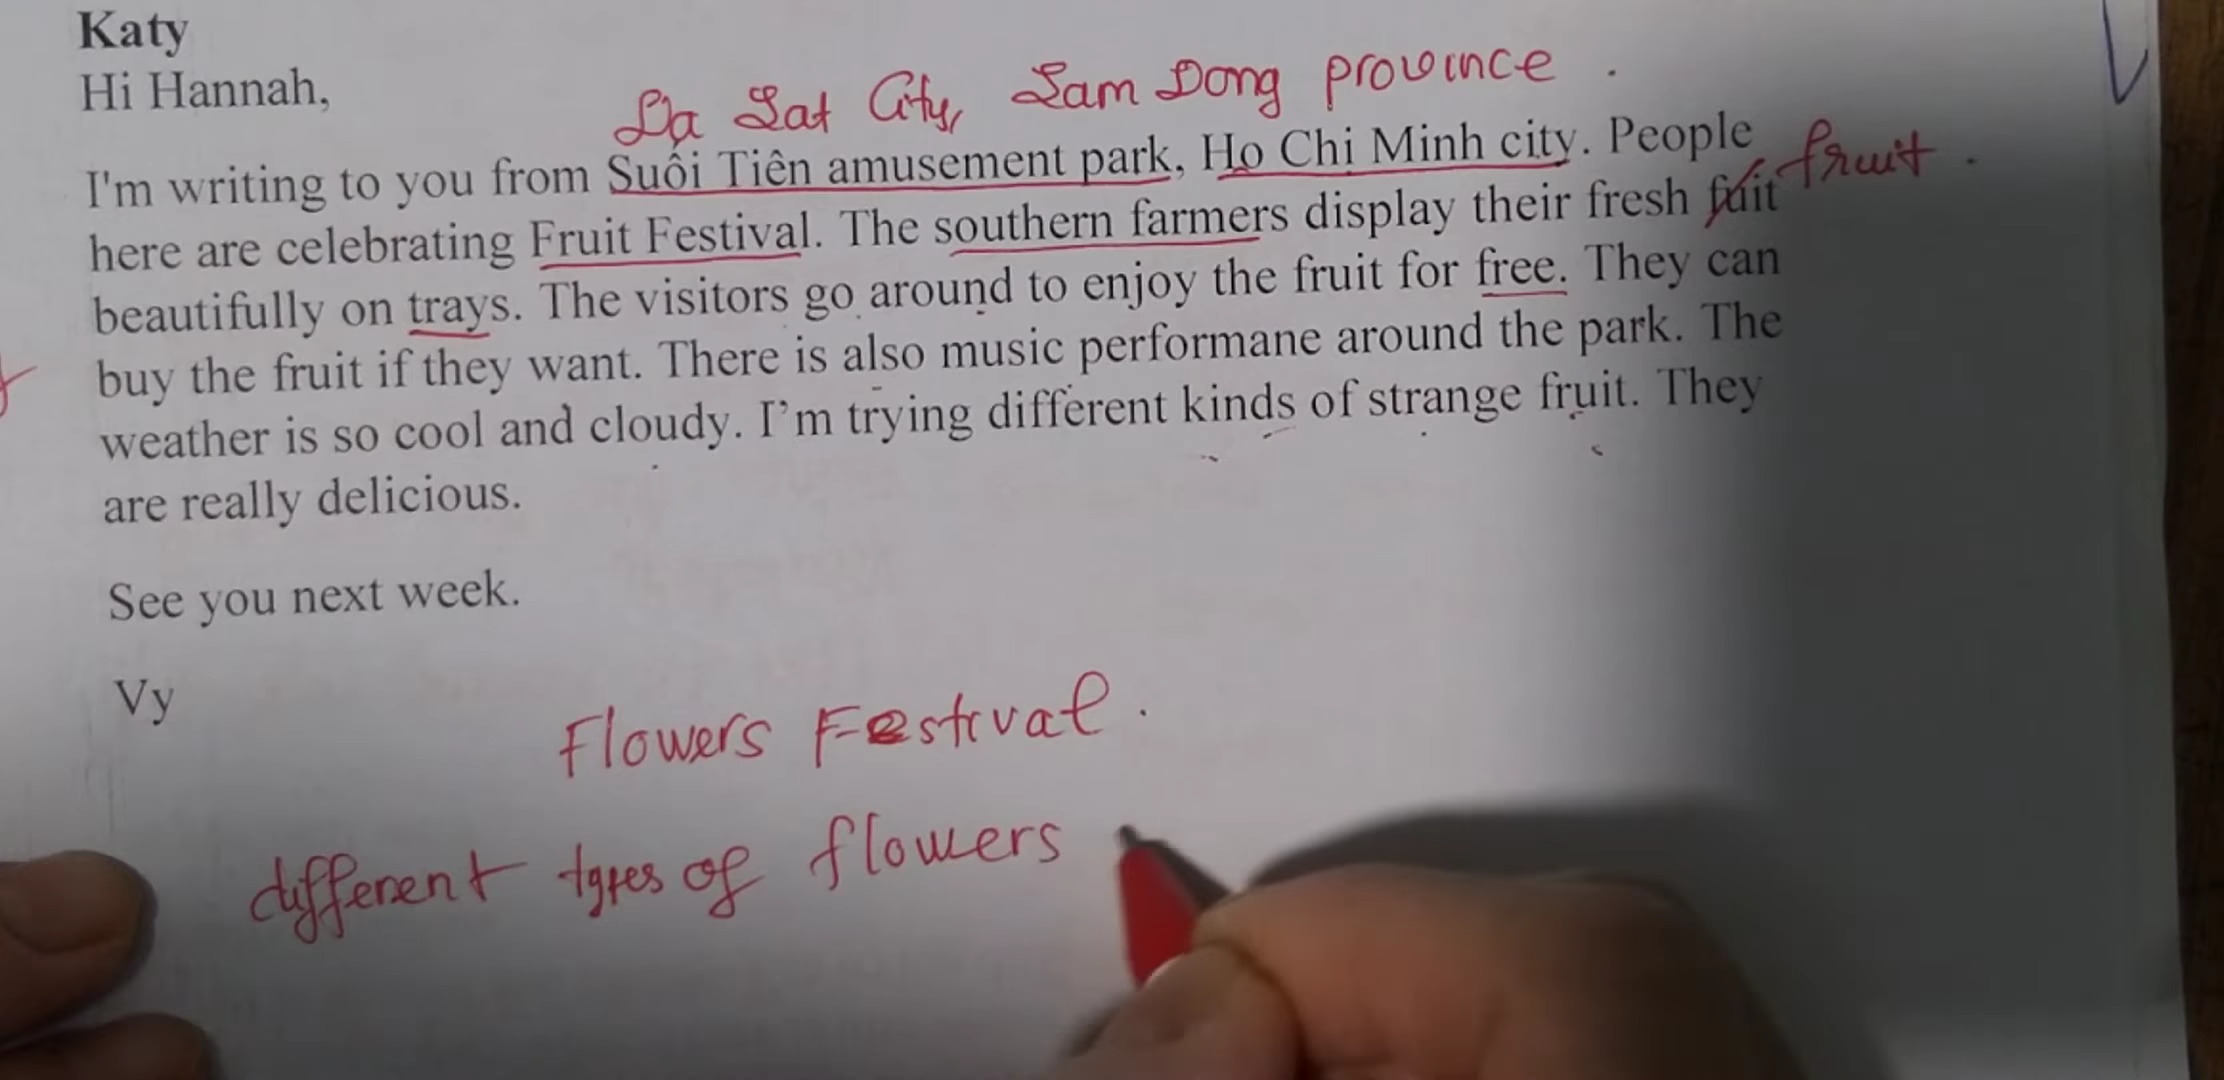 Katy
Hi Hannah,
Da Lat City, Lam Dong province.
I'm writing to you from Suôi Tiên amusement park, Ho Chi Minh city. People
fruit.
here are celebrating Fruit Festival. The southern farmers display their fresh fuit
beautifully on trays. The visitors go around to enjoy the fruit for free. They can
buy the fruit if they want. There is also music performane around the park. The
weather is so cool and cloudy. I’m trying different kinds of strange fruit. They
are really delicious.
See you next week.
Vy
Flowers Festival.
different types of flowers